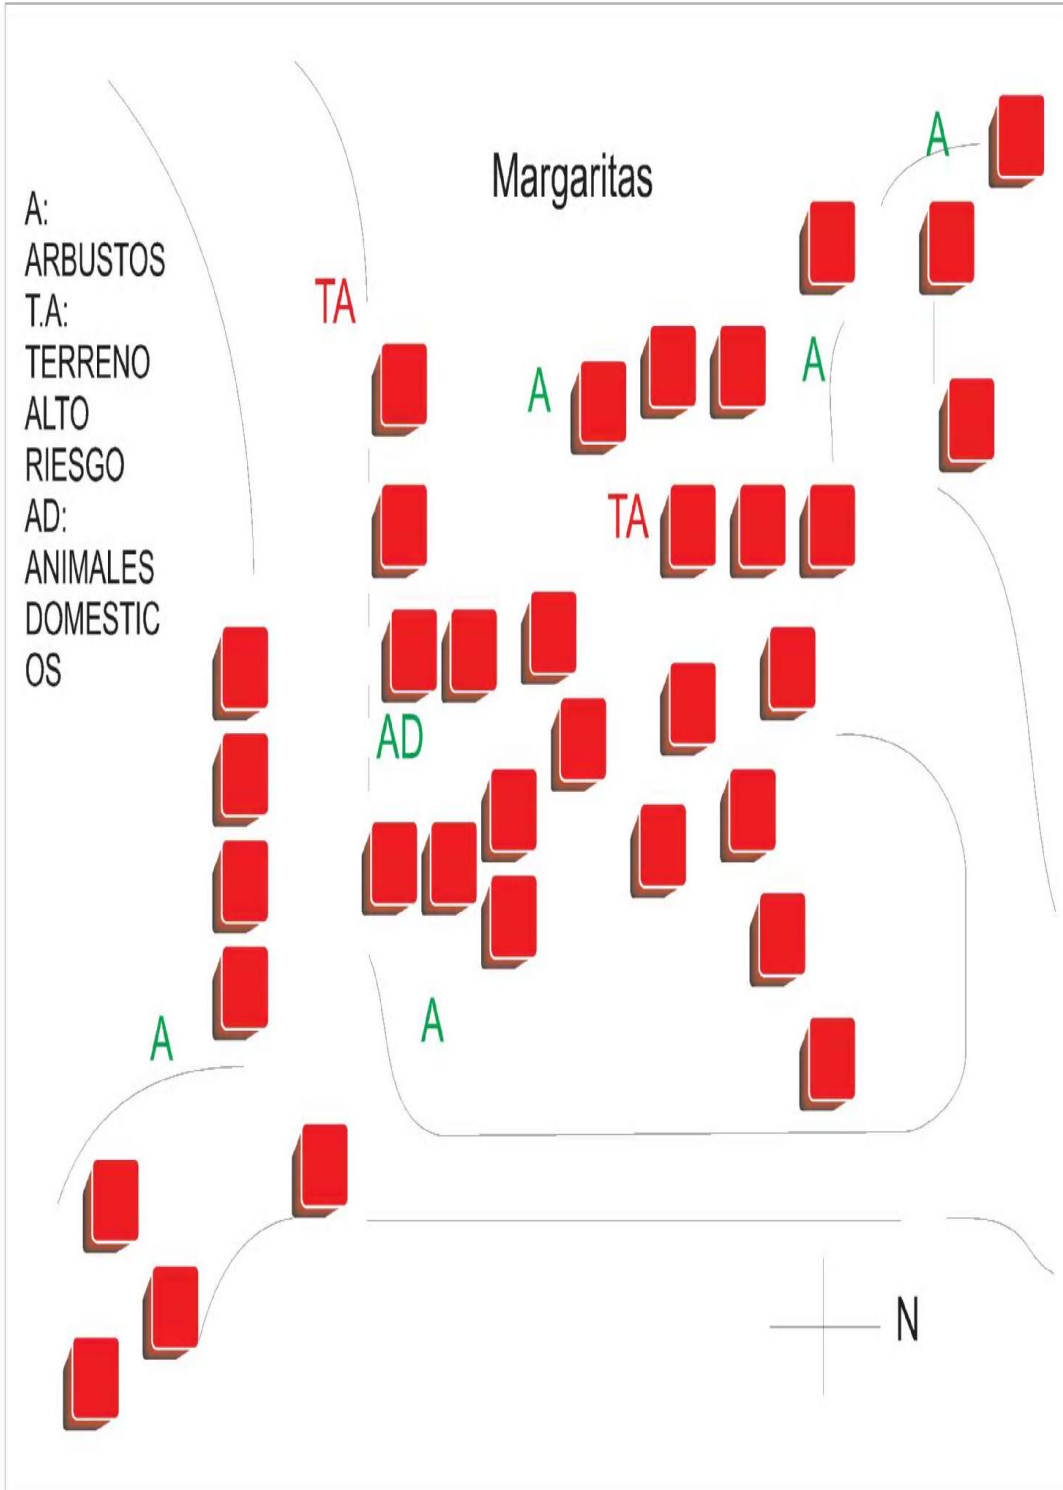 Margaritas
A:
ARBUSTOS
T.A:
TERRENO
ALTO
RIESGO
AD:
ANIMALES
DOMESTIC
OS
A
TA
A
A
TA
AD
A
A
N